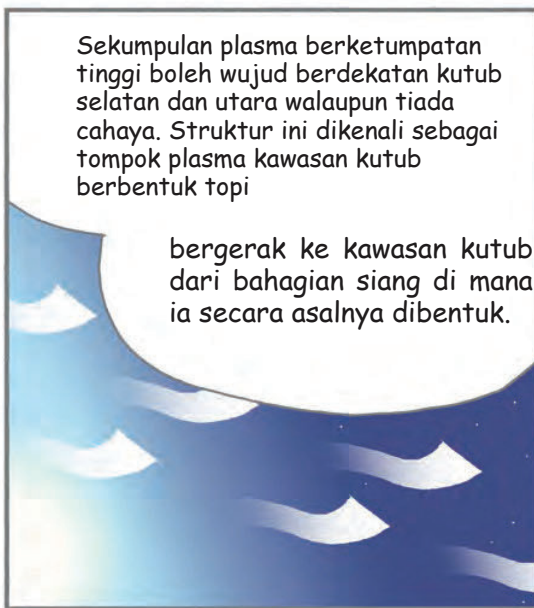 Sekumpulan plasma berketumpatan
tinggi boleh wujud berdekatan kutub
selatan dan utara walaupun tiada
cahaya. Struktur ini dikenali sebagai
tompok plasma kawasan kutub
berbentuk topi
bergerak ke kawasan kutub
dari bahagian siang di mana
ia secara asalnya dibentuk.